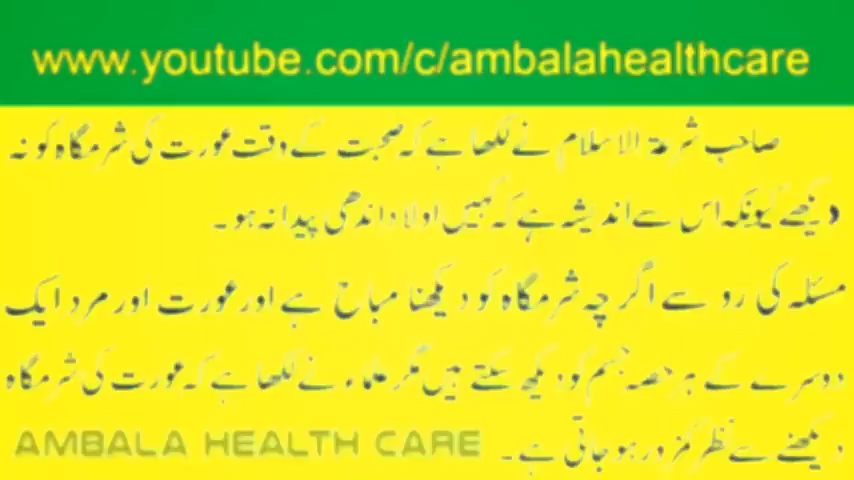 www.youtube.com/c/ambalahealthcare
صاحب شرعۃ الاسلام نے لکھا ہے کہ صحبت کے وقت عورت کی شرمگاہ کو نہ
دیکھے کیونکہ اس سے اندیشہ ہے کہ کہیں اولاد اندھی پیدا نہ ہو۔
مسئلہ کی رو سے اگر چہ شرمگاہ کو دیکھنا مباح ہے اور عورت اور مرد ایک
دوسرے کے ہر حصہ جسم کو دیکھ سکتے ہیں مگر علماء نے لکھا ہے کہ عورت کی شرمگاہ
دیکھنے سے نظر کمزور ہو جاتی ہے۔
AMBALA HEALTH CARE